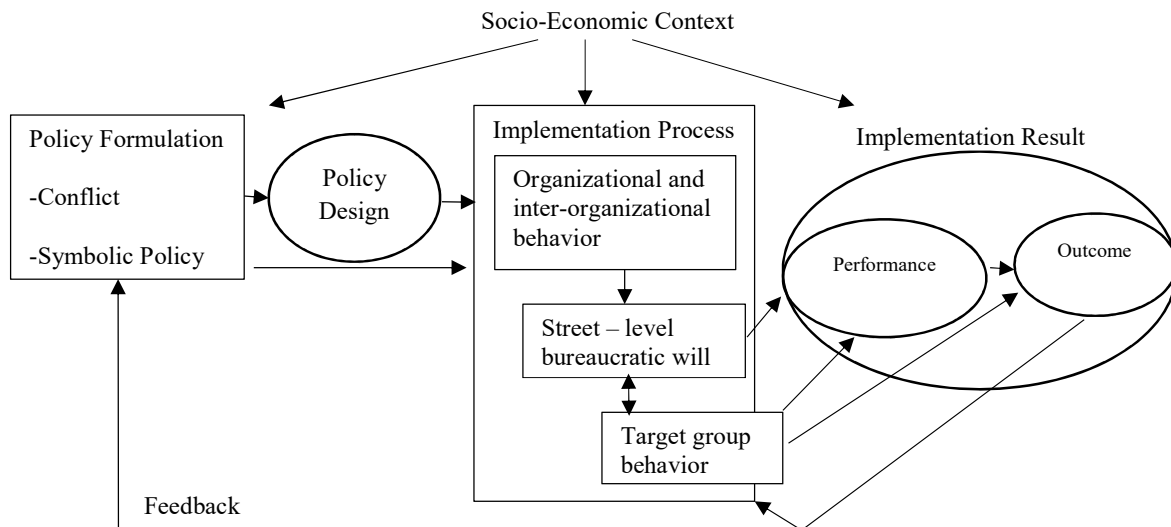 Socio-Economic Context
Policy Formulation
-Conflict
-Symbolic Policy
Policy
Design
Implementation Process
Organizational and
inter-organizational
behavior
Street – level
bureaucratic will
Target group
behavior
Implementation Result
Performance
Outcome
Feedback